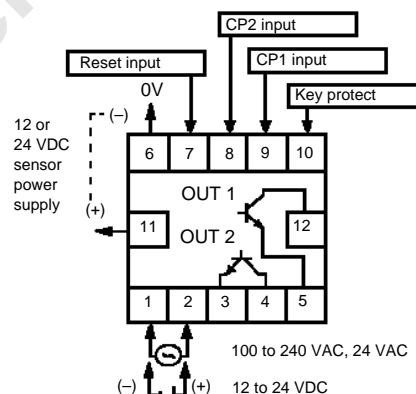 CP2 input
Reset input
CP1 input
Key protect
0V
(–)
12 or
24 VDC
sensor
power
supply
(+)
6 7 8 9 10
OUT 1
11
12
OUT 2
1 2 3 4 5
100 to 240 VAC, 24 VAC
(–) (+) 12 to 24 VDC